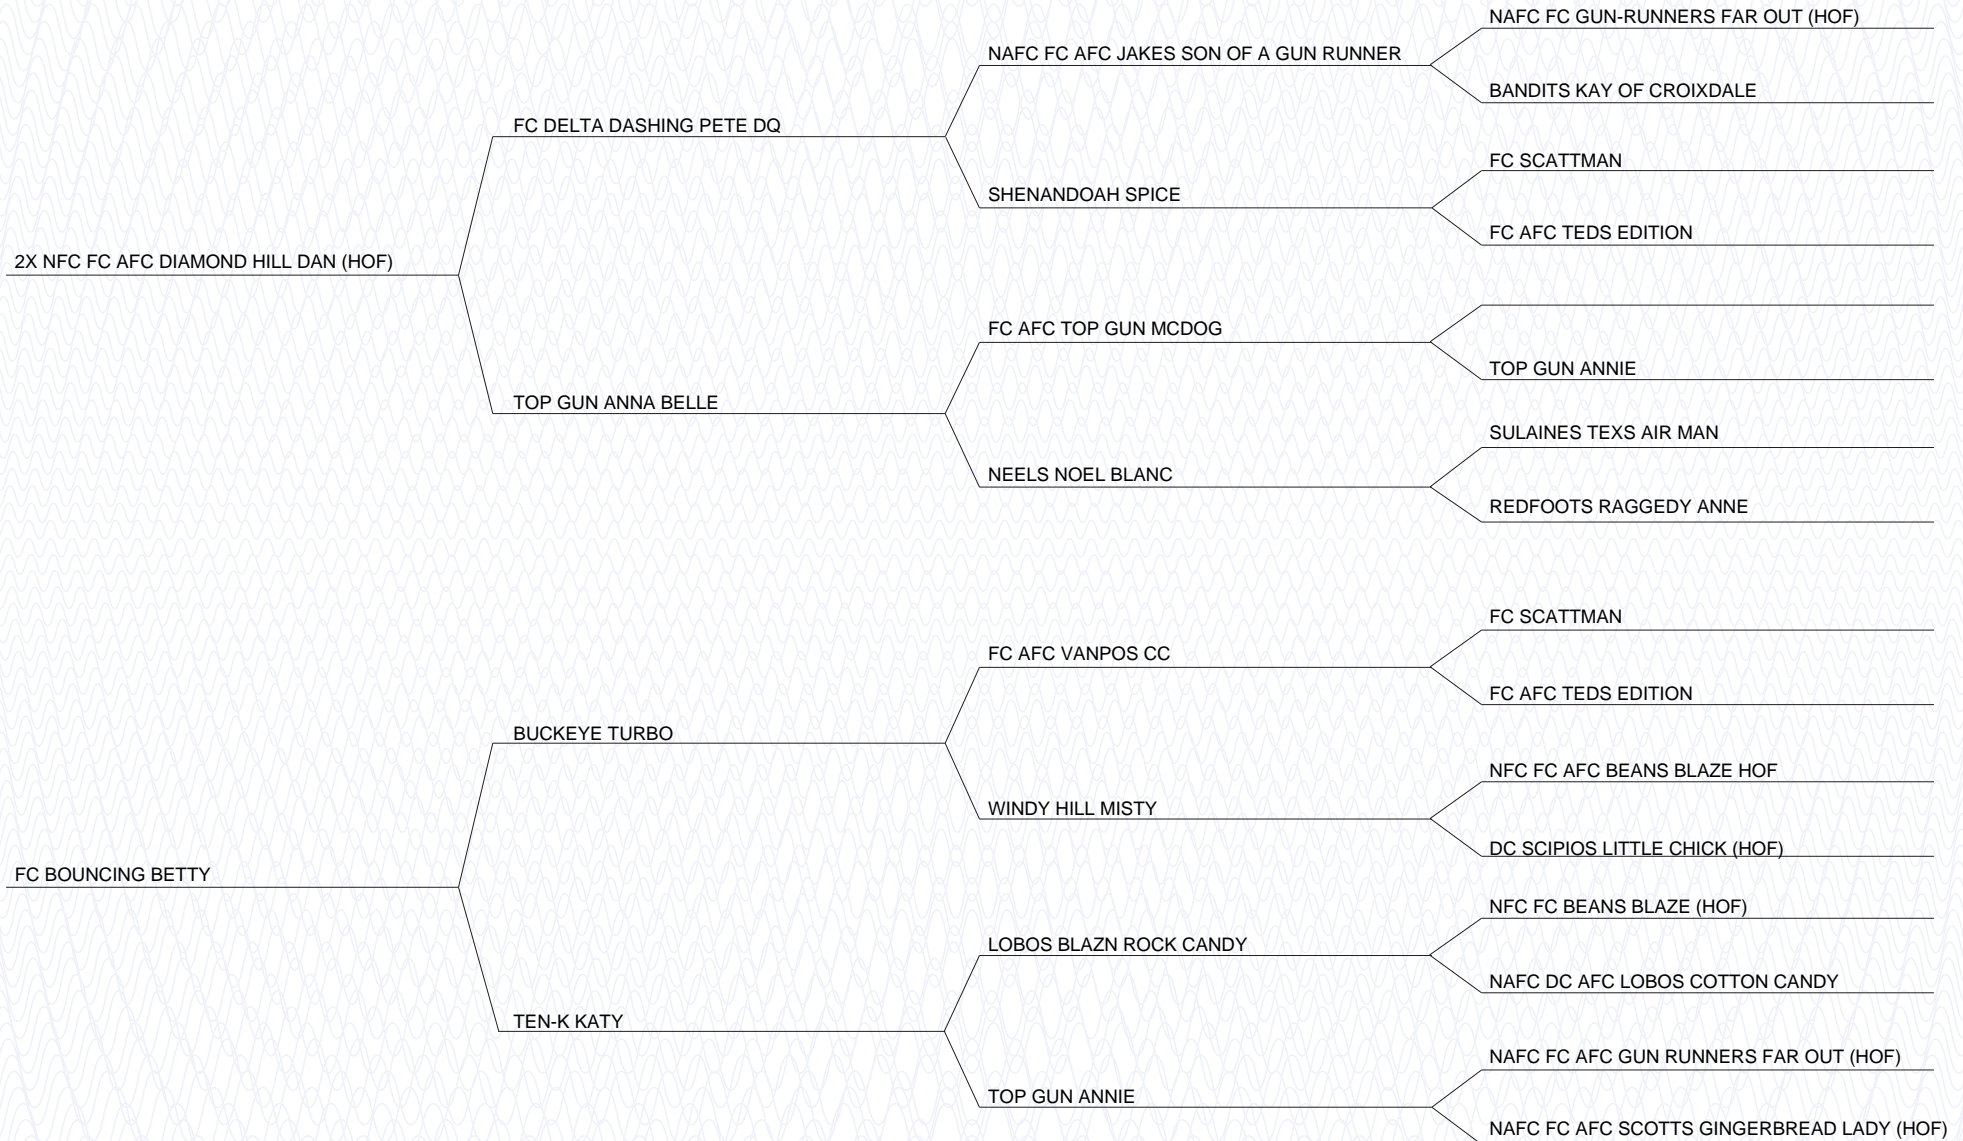 NAFC FC GUN-RUNNERS FAR OUT (HOF)
NAFC FC AFC JAKES SON OF A GUN RUNNER
BANDITS KAY OF CROIXDALE
FC DELTA DASHING PETE DQ
FC SCATTMAN
SHENANDOAH SPICE
FC AFC TEDS EDITION
2X NFC FC AFC DIAMOND HILL DAN (HOF)
FC AFC TOP GUN MCDOG
TOP GUN ANNIE
TOP GUN ANNA BELLE
SULAINES TEXS AIR MAN
NEELS NOEL BLANC
REDFOOTS RAGGEDY ANNE
FC SCATTMAN
FC AFC VANPOS CC
FC AFC TEDS EDITION
BUCKEYE TURBO
NFC FC AFC BEANS BLAZE HOF
WINDY HILL MISTY
DC SCIPIOS LITTLE CHICK (HOF)
FC BOUNCING BETTY
NFC FC BEANS BLAZE (HOF)
LOBOS BLAZN ROCK CANDY
NAFC DC AFC LOBOS COTTON CANDY
TEN-K KATY
NAFC FC AFC GUN RUNNERS FAR OUT (HOF)
TOP GUN ANNIE
NAFC FC AFC SCOTTS GINGERBREAD LADY (HOF)